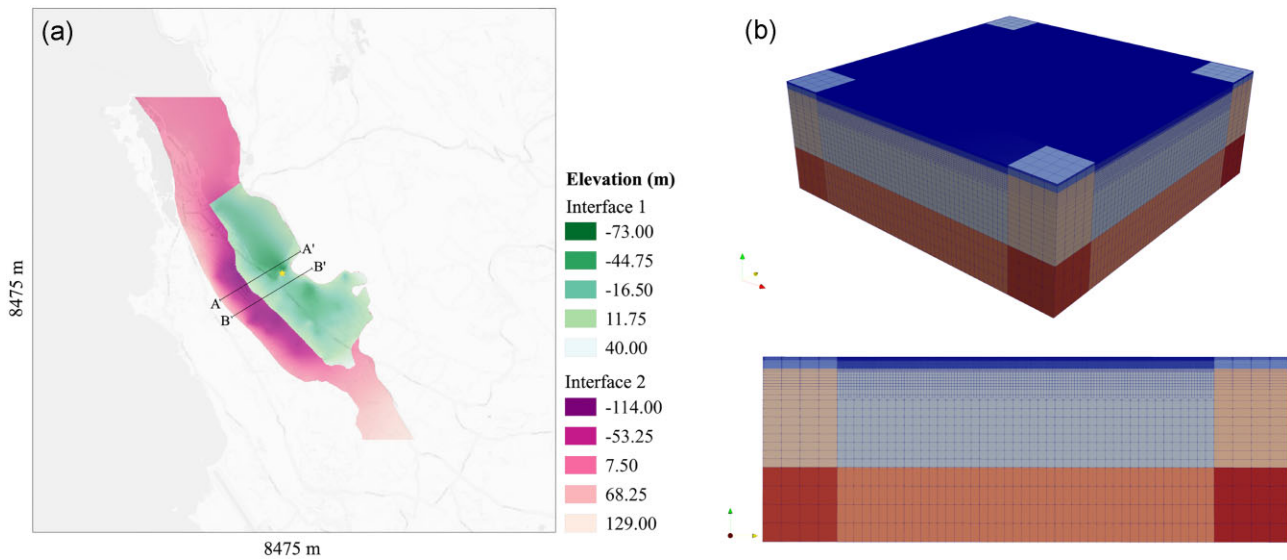 (a)
(b)
A'
B'
A
B
8475 m
8475 m
Elevation (m)
Interface 1
-73.00
-44.75
-16.50
11.75
40.00
Interface 2
-114.00
-53.25
7.50
68.25
129.00